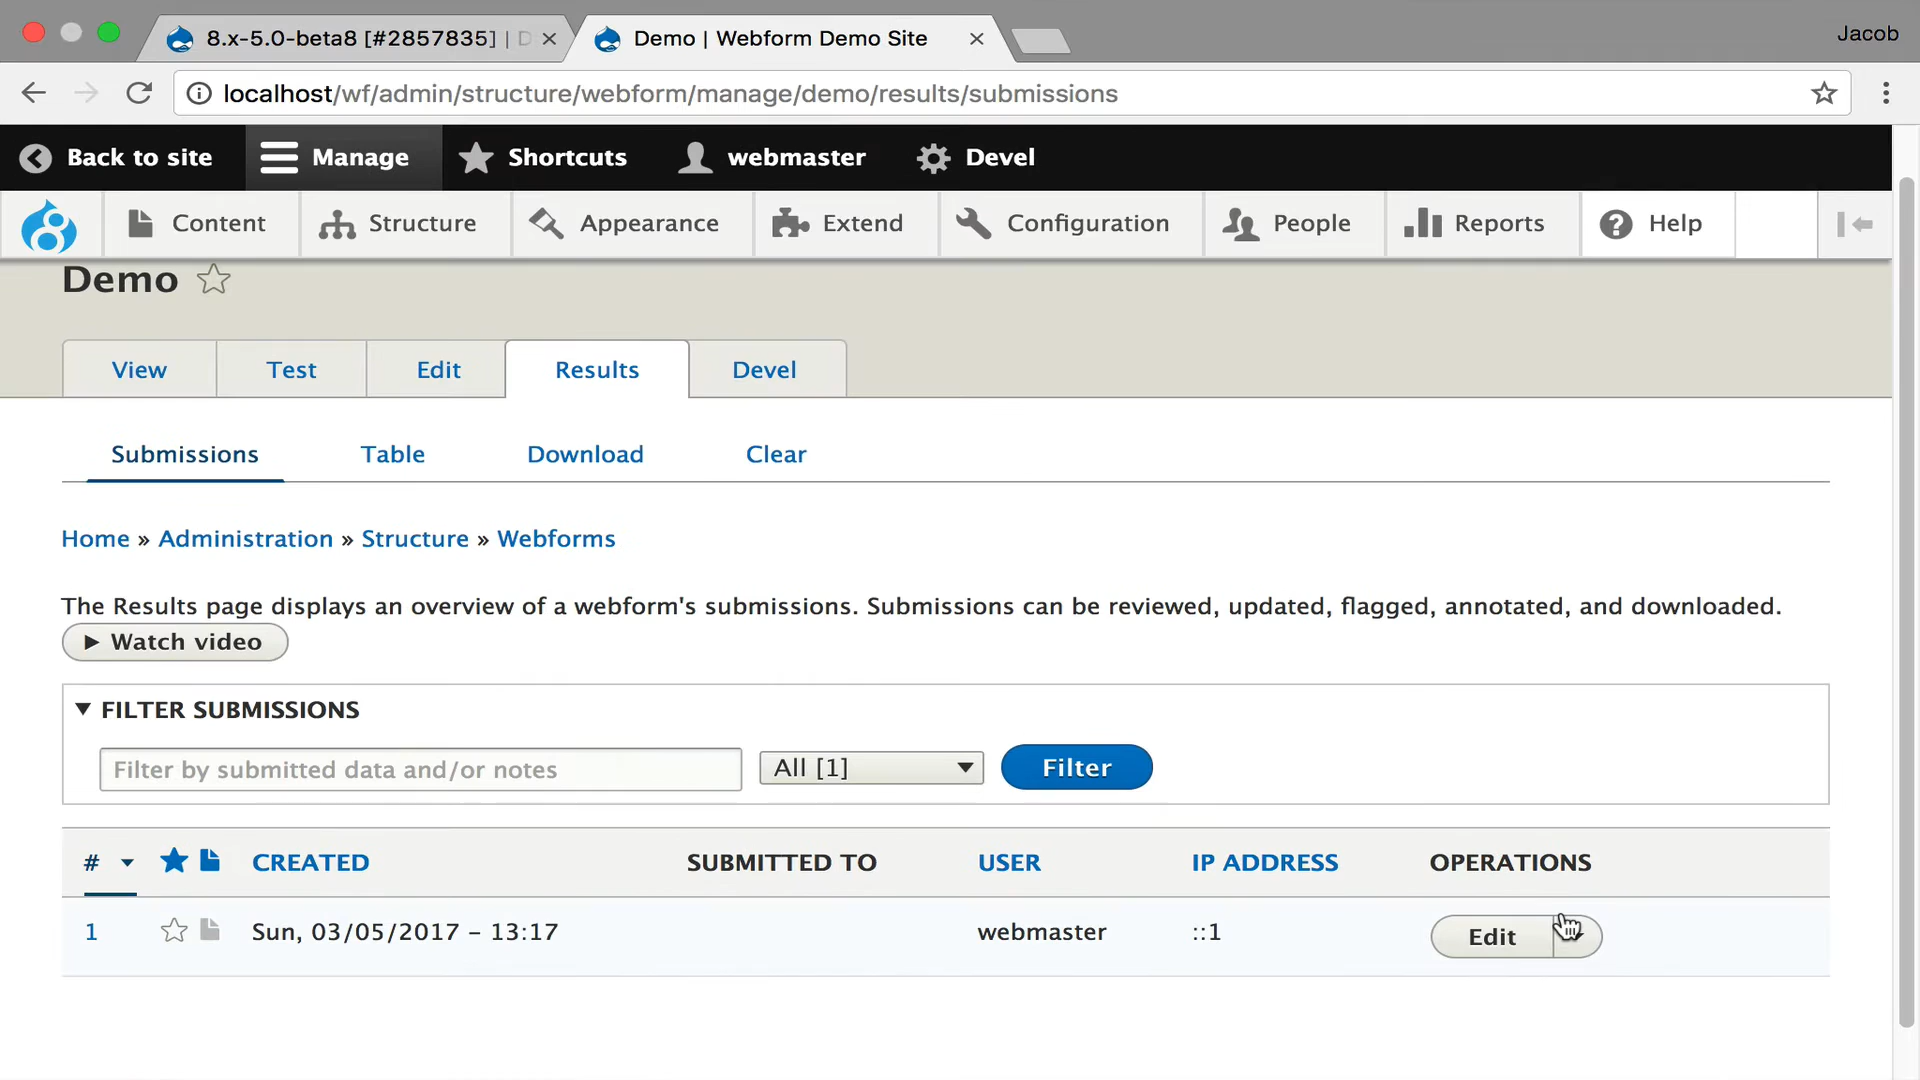 8.x-5.0-beta8 [#2857835] | D
Demo | Webform Demo Site
Jacob
localhost/wf/admin/structure/webform/manage/demo/results/submissions
Back to site
Manage
Shortcuts
webmaster
Devel
Content
Structure
Appearance
Extend
Configuration
People
Reports
Help
Demo
View
Test
Edit
Results
Devel
Submissions
Table
Download
Clear
Home » Administration » Structure » Webforms
The Results page displays an overview of a webform's submissions. Submissions can be reviewed, updated, flagged, annotated, and downloaded.
Watch video
FILTER SUBMISSIONS
Filter by submitted data and/or notes
All [1]
Filter
# CREATED SUBMITTED TO USER IP ADDRESS OPERATIONS
1 Sun, 03/05/2017 – 13:17 webmaster ::1 Edit